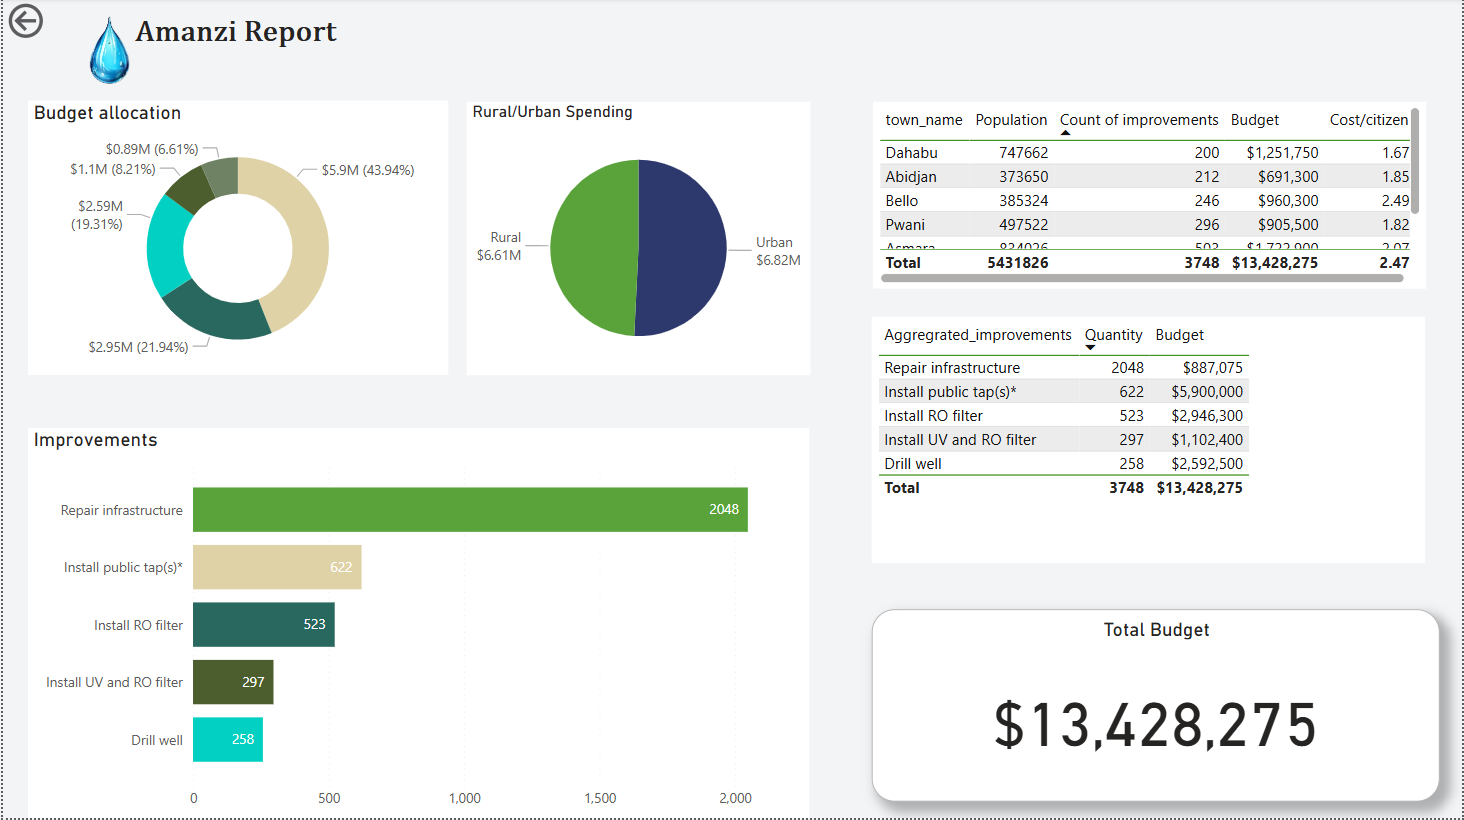 Amanzi Report
Budget allocation
$0.89M (6.61%)
$1.1M (8.21%)
$5.9M (43.94%)
$2.59M
(19.31%)
$2.95M (21.94%)
Rural/Urban Spending
Rural
$6.61M
Urban
$6.82M
town_name Population Count of improvements Budget Cost/citizen
Dahabu 747662 200 $1,251,750 1.67
Abidjan 373650 212 $691,300 1.85
Bello 385324 246 $960,300 2.49
Pwani 497522 296 $905,500 1.82
Asmara 834026 503 $1,722,900 2.07
Total 5431826 3748 $13,428,275 2.47
Aggregrated_improvements Quantity Budget
Repair infrastructure 2048 $887,075
Install public tap(s)* 622 $5,900,000
Install RO filter 523 $2,946,300
Install UV and RO filter 297 $1,102,400
Drill well 258 $2,592,500
Total 3748 $13,428,275
Improvements
Repair infrastructure 2048
Install public tap(s)* 622
Install RO filter 523
Install UV and RO filter 297
Drill well 258
0 500 1,000 1,500 2,000
Total Budget
$13,428,275